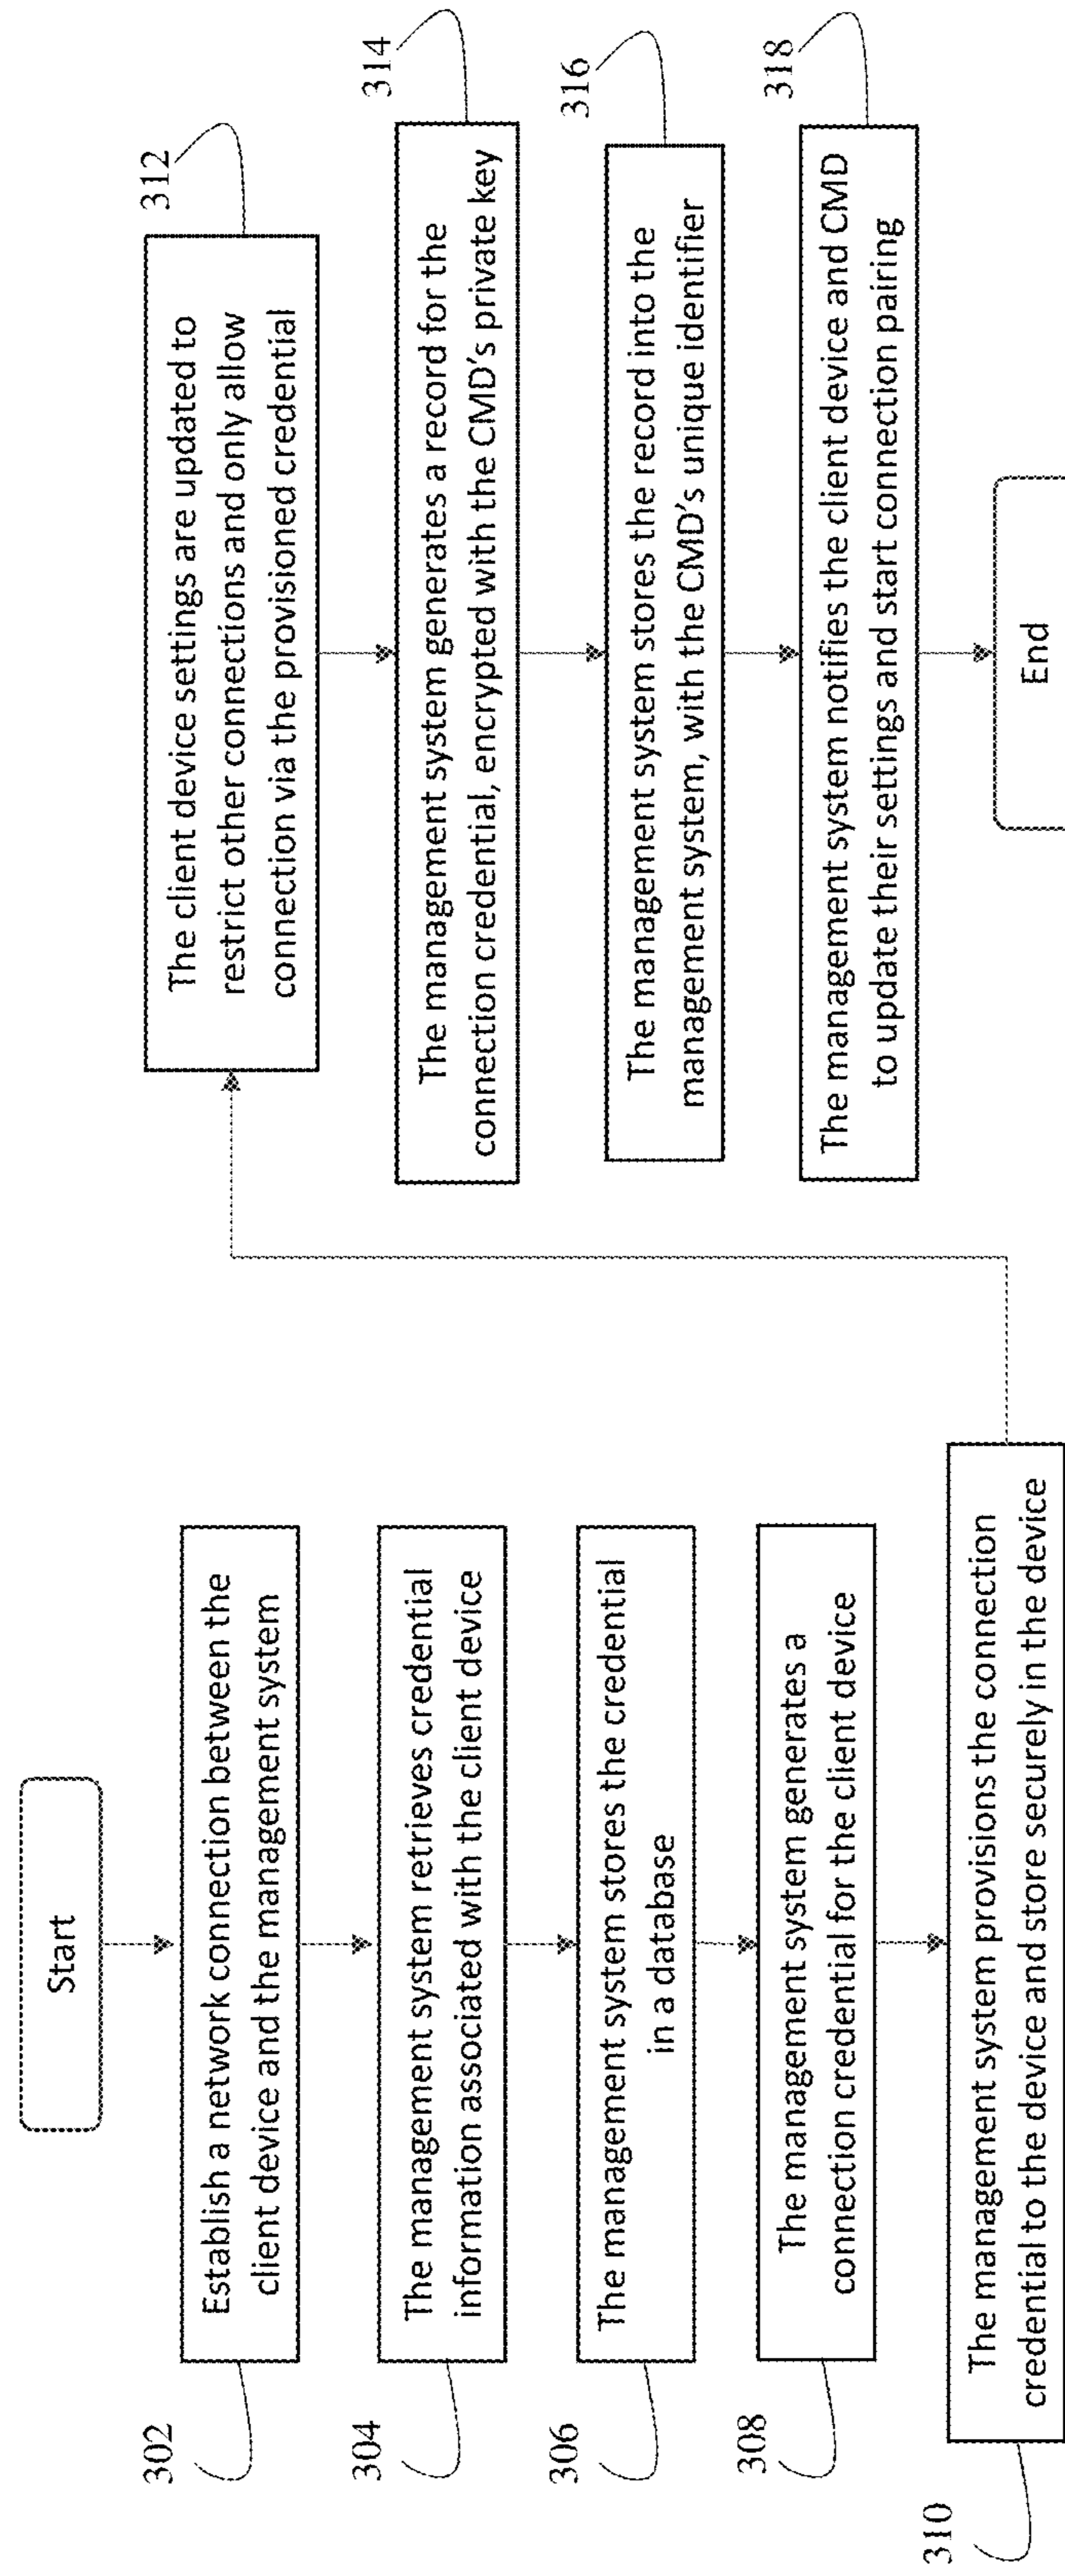 Start
302
Establish a network connection between the
client device and the management system
304
The management system retrieves credential
information associated with the client device
306
The management system stores the credential
in a database
308
The management system generates a
connection credential for the client device
310
The management system provisions the connection
credential to the device and store securely in the device
312
The client device settings are updated to
restrict other connections and only allow
connection via the provisioned credential
314
The management system generates a record for the
connection credential, encrypted with the CMD's private key
316
The management system stores the record into the
management system, with the CMD's unique identifier
318
The management system notifies the client device and CMD
to update their settings and start connection pairing
End